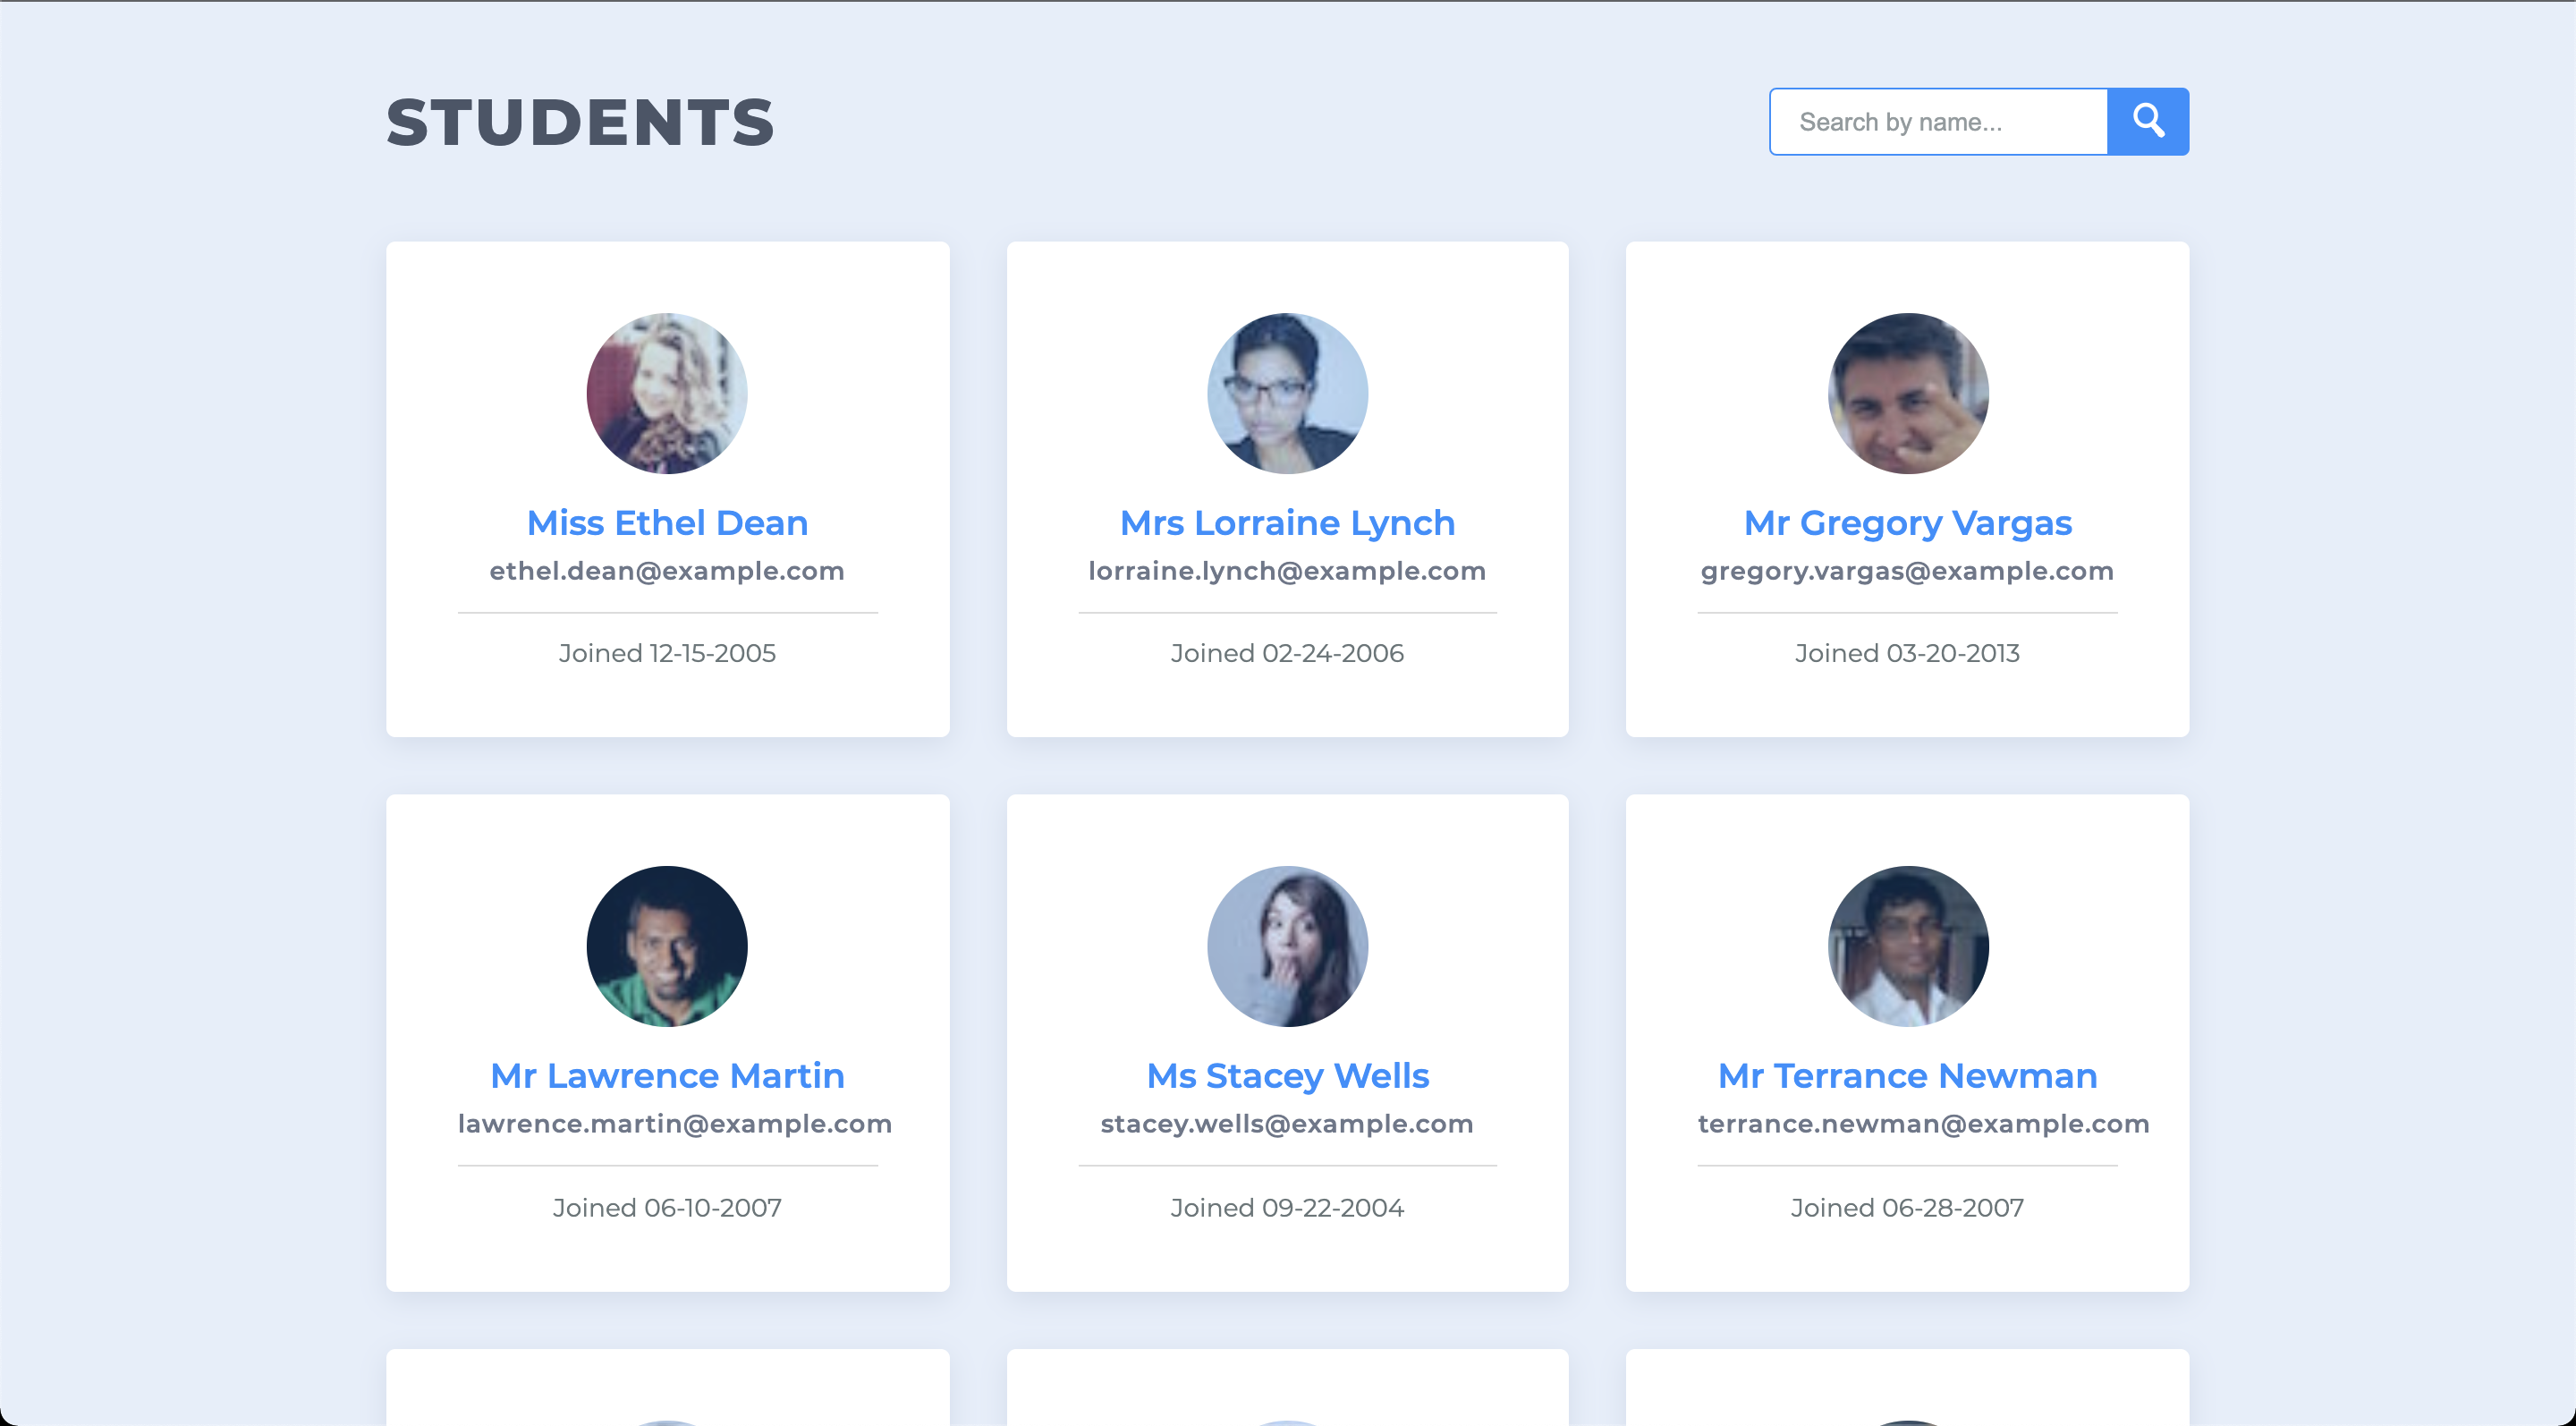 STUDENTS
Search by name...
Miss Ethel Dean
ethel.dean@example.com
Joined 12-15-2005
Mrs Lorraine Lynch
lorraine.lynch@example.com
Joined 02-24-2006
Mr Gregory Vargas
gregory.vargas@example.com
Joined 03-20-2013
Mr Lawrence Martin
lawrence.martin@example.com
Joined 06-10-2007
Ms Stacey Wells
stacey.wells@example.com
Joined 09-22-2004
Mr Terrance Newman
terrance.newman@example.com
Joined 06-28-2007